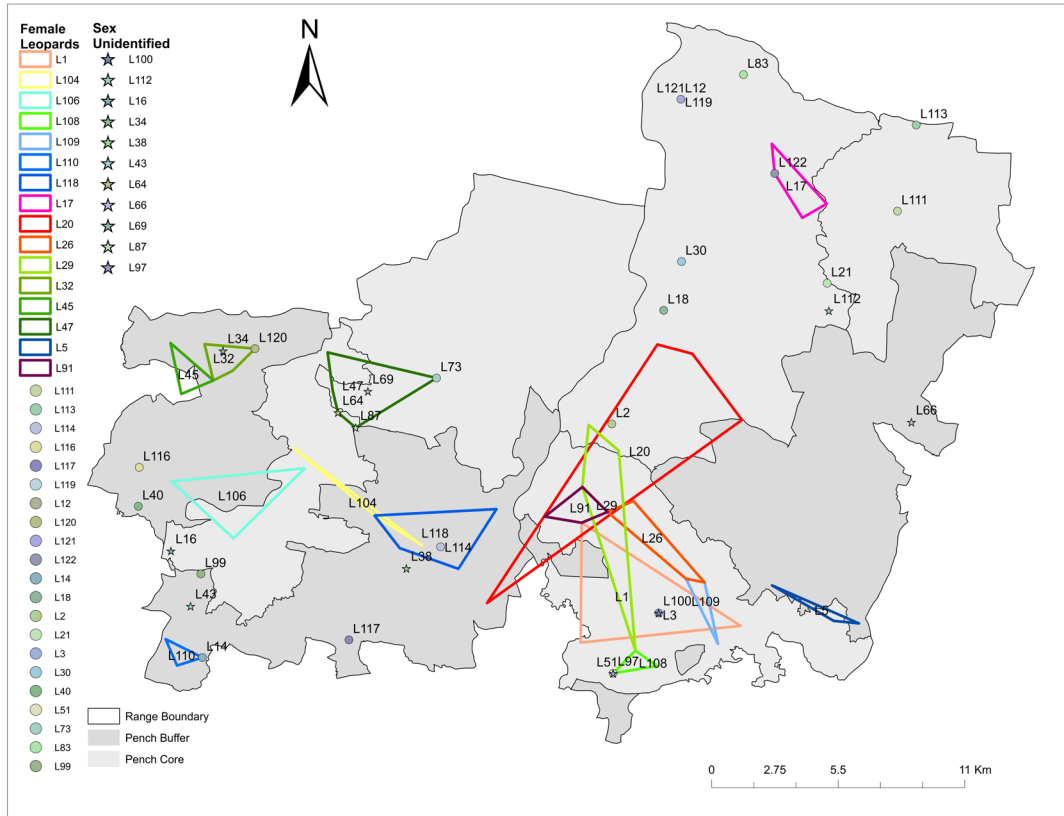 Female
Leopards
L1
L104
L106
L108
L109
L110
L118
L17
L20
L26
L29
L32
L45
L47
L5
L91
L111
L113
L114
L116
L117
L119
L12
L120
L121
L122
L14
L18
L2
L21
L3
L30
L40
L51
L73
L83
L99
Sex
Unidentified
L100
L112
L16
L34
L38
L43
L64
L66
L69
L87
L97
N
L83
L121L12
L119
L113
L122
L17
L111
L30
L21
L18
L112
L34
L120
L32
L45
L69
L47
L73
L64
L87
L2
L66
L20
L116
L106
L40
L104
L91
L29
L118
L114
L26
L16
L38
L99
L43
L1
L100
L109
L3
L5
L117
L14
L110
L51L97
L108
Range Boundary
Pench Buffer
Pench Core
0 2.75 5.5 11 Km